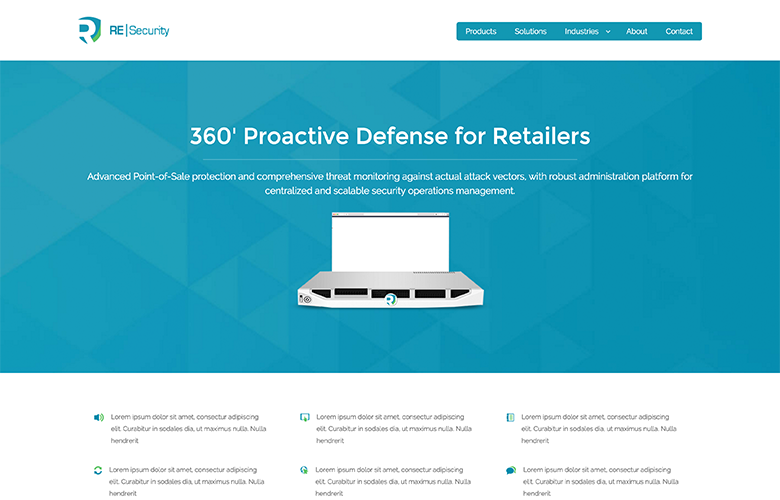 RE|Security
Products Solutions Industries About Contact
360' Proactive Defense for Retailers
Advanced Point-of-Sale protection and comprehensive threat monitoring against actual attack vectors, with robust administration platform for
centralized and scalable security operations management.
Lorem ipsum dolor sit amet, consectur adipiscing
elit. Curabitur in sodales dia, ut maximus nulla. Nulla
hendrerit
Lorem ipsum dolor sit amet, consectur adipiscing
elit. Curabitur in sodales dia, ut maximus nulla. Nulla
hendrerit
Lorem ipsum dolor sit amet, consectur adipiscing
elit. Curabitur in sodales dia, ut maximus nulla. Nulla
hendrerit
Lorem ipsum dolor sit amet, consectur adipiscing
elit. Curabitur in sodales dia, ut maximus nulla. Nulla
hendrerit
Lorem ipsum dolor sit amet, consectur adipiscing
elit. Curabitur in sodales dia, ut maximus nulla. Nulla
hendrerit
Lorem ipsum dolor sit amet, consectur adipiscing
elit. Curabitur in sodales dia, ut maximus nulla. Nulla
hendrerit